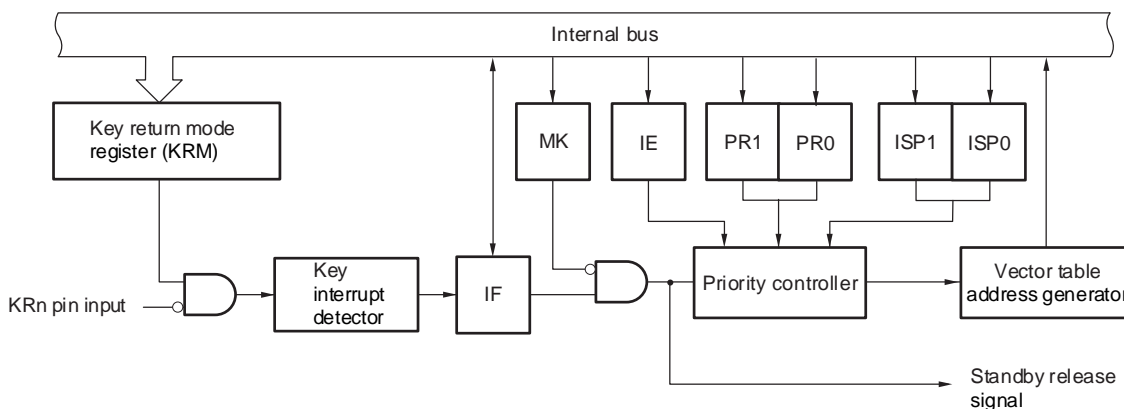 Internal bus
Key return mode
register (KRM)
MK
IE
PR1
PR0
ISP1
ISP0
Key
interrupt
detector
IF
Priority controller
Vector table
address generator
KRn pin input
Standby release
signal